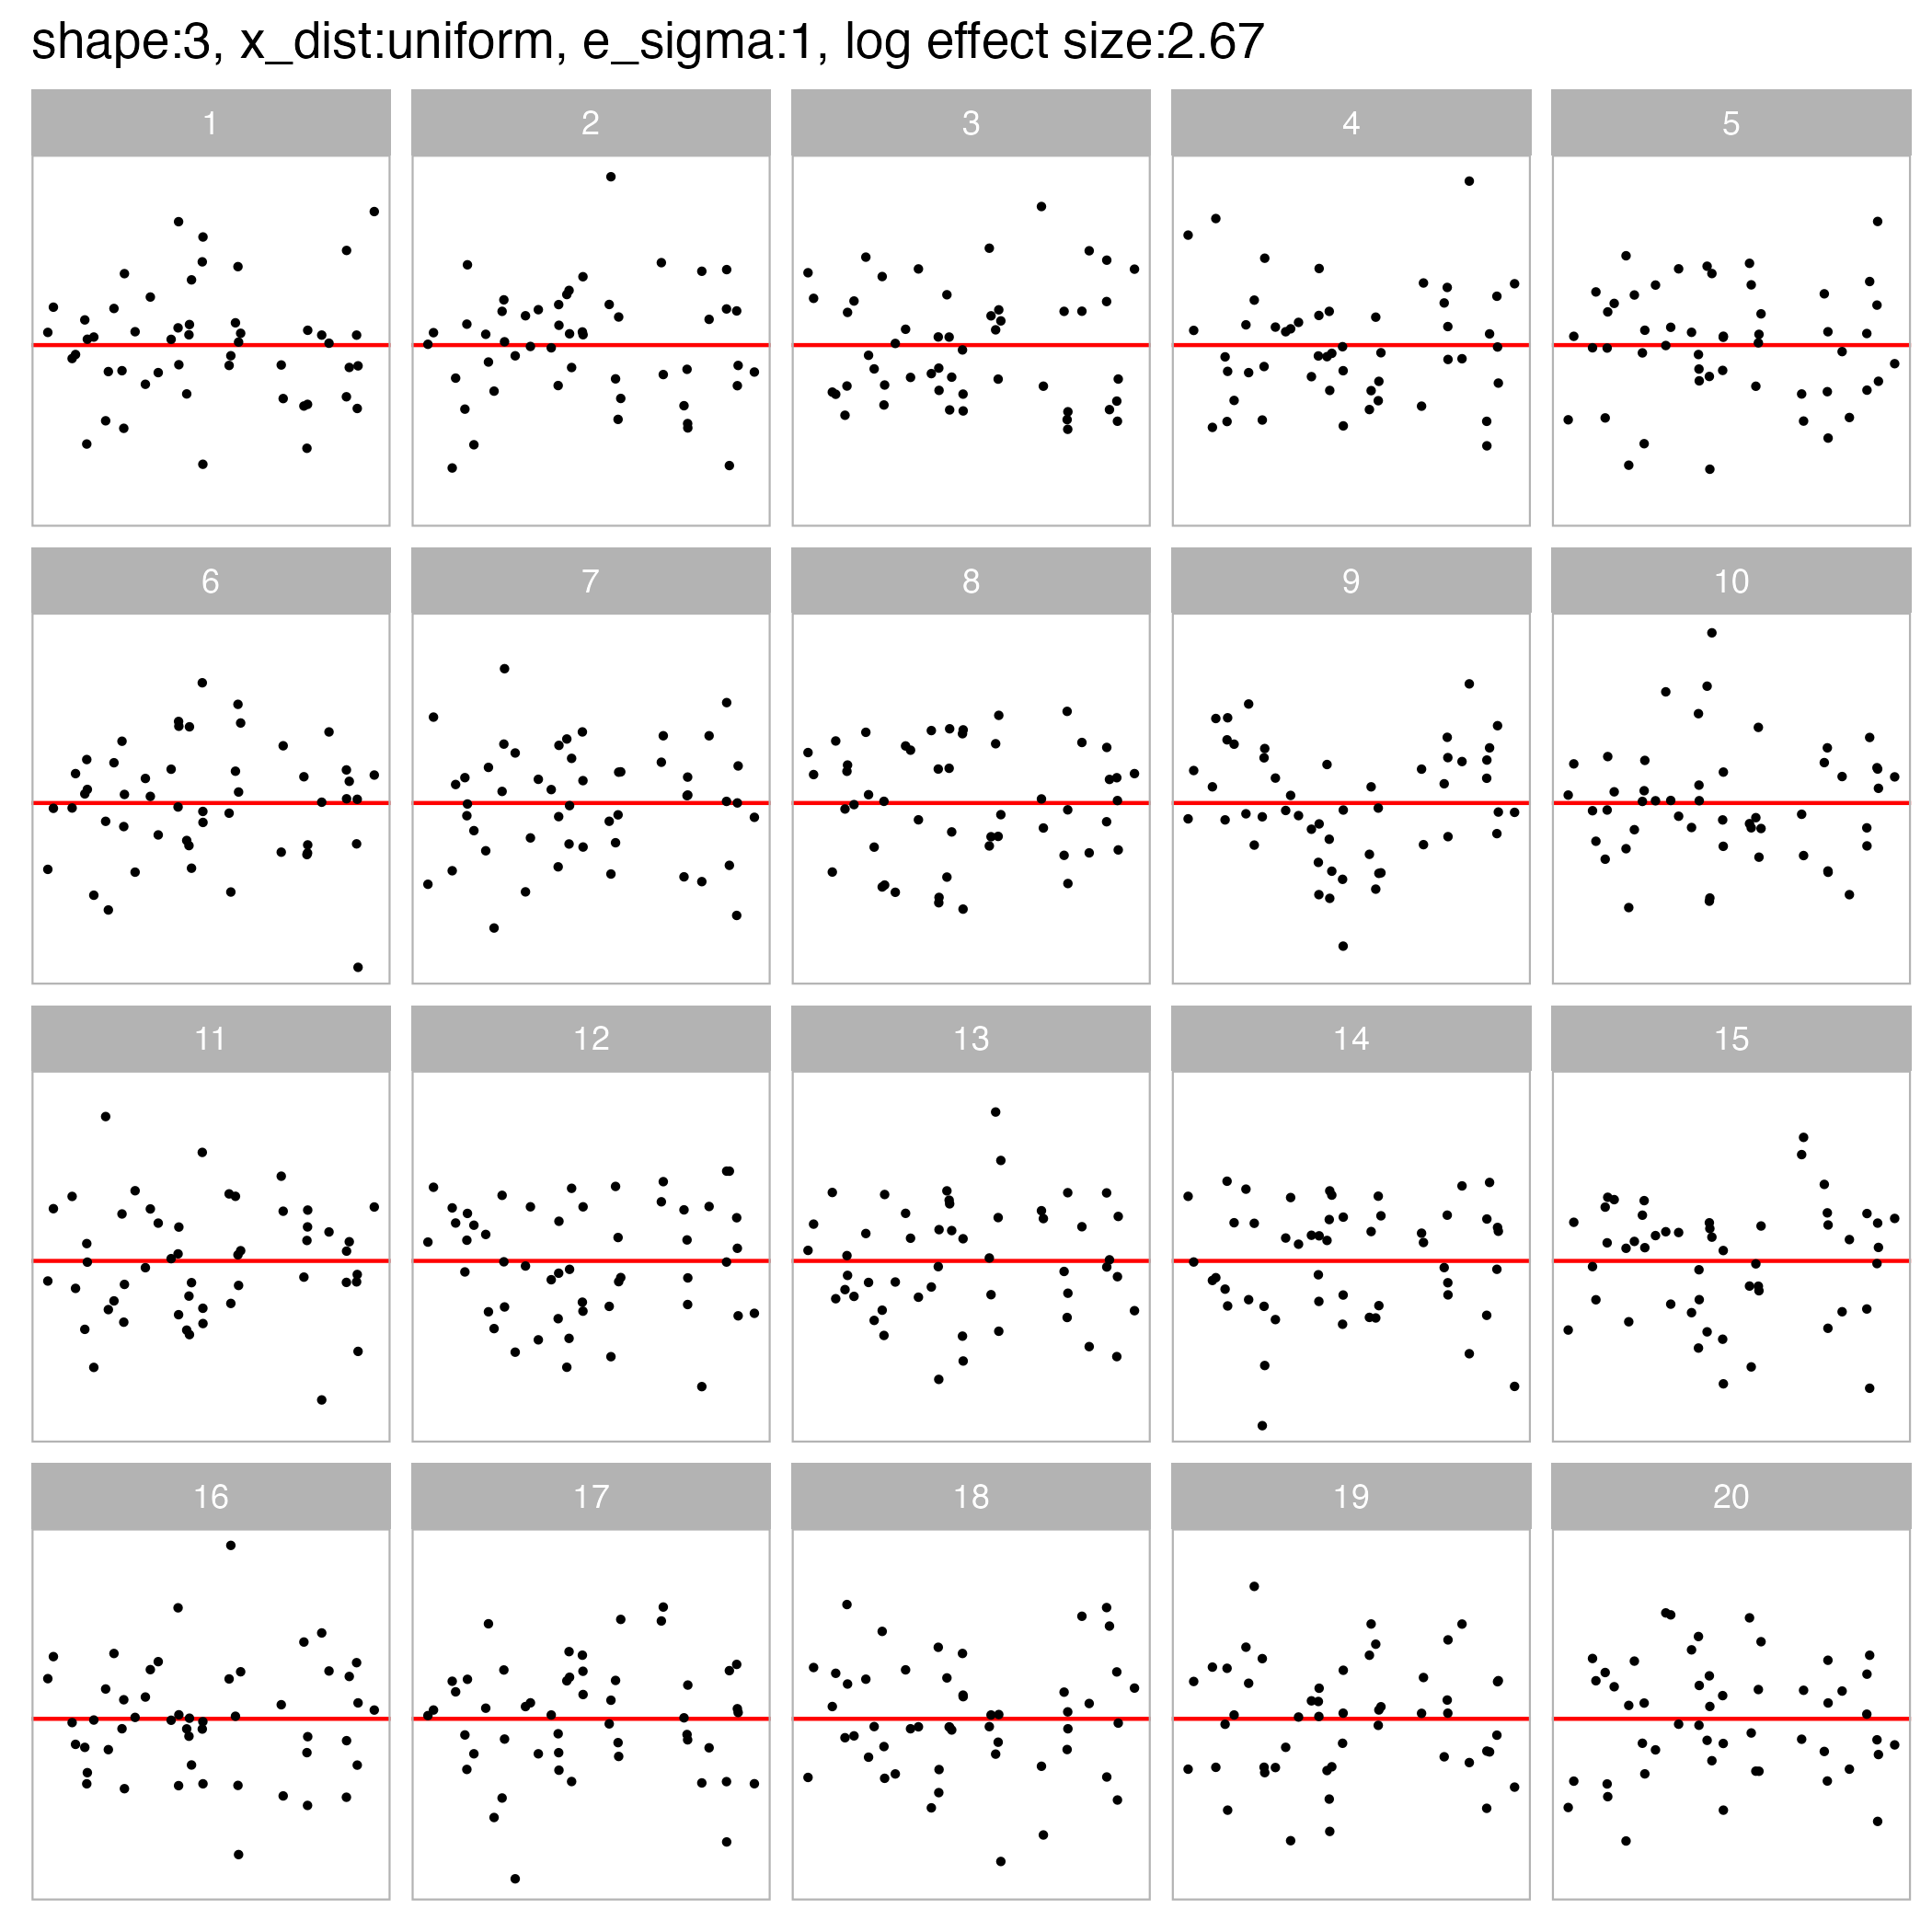 shape:3, x_dist:uniform, e_sigma:1, log effect size:2.67
1 2 3 4 5
6 7 8 9 10
11 12 13 14 15
16 17 18 19 20